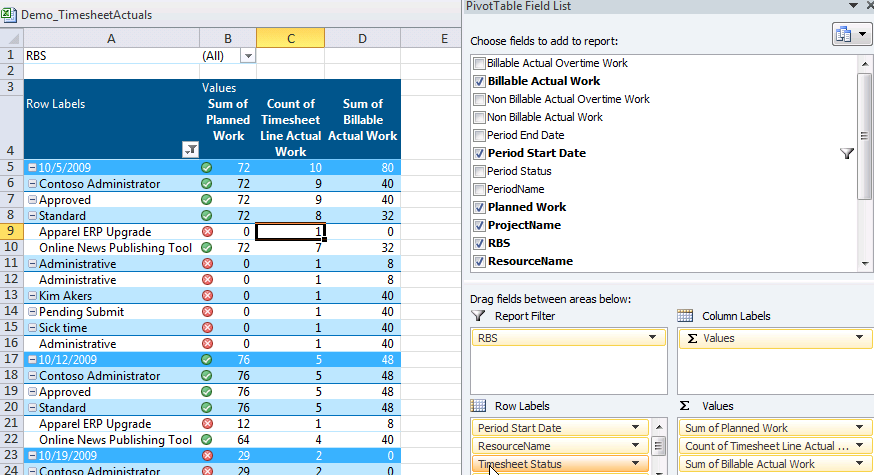 Demo_TimesheetActuals
PivotTable Field List
A B C D E
Choose fields to add to report:
1 RBS (All)
2
3 Values
4 Row Labels Sum of Planned Work Count of Timesheet Line Actual Work Sum of Billable Actual Work
5 10/5/2009 72 10 80
6 Contoso Administrator 72 9 40
7 Approved 72 9 40
8 Standard 72 8 32
9 Apparel ERP Upgrade 0 1 0
10 Online News Publishing Tool 72 7 32
11 Administrative 0 1 8
12 Administrative 0 1 8
13 Kim Akers 0 1 40
14 Pending Submit 0 1 40
15 Sick time 0 1 40
16 Administrative 0 1 40
17 10/12/2009 76 5 48
18 Contoso Administrator 76 5 48
19 Approved 76 5 48
20 Standard 76 5 48
21 Apparel ERP Upgrade 12 1 8
22 Online News Publishing Tool 64 4 40
23 10/19/2009 29 2 0
24 Contoso Administrator 29 2 0
Billable Actual Overtime Work
Billable Actual Work
Non Billable Actual Overtime Work
Non Billable Actual Work
Period End Date
Period Start Date
Period Status
PeriodName
Planned Work
ProjectName
RBS
ResourceName
Drag fields between areas below:
Report Filter
RBS
Column Labels
Σ Values
Row Labels
Period Start Date
ResourceName
Timesheet Status
Σ Values
Sum of Planned Work
Count of Timesheet Line Actual ...
Sum of Billable Actual Work